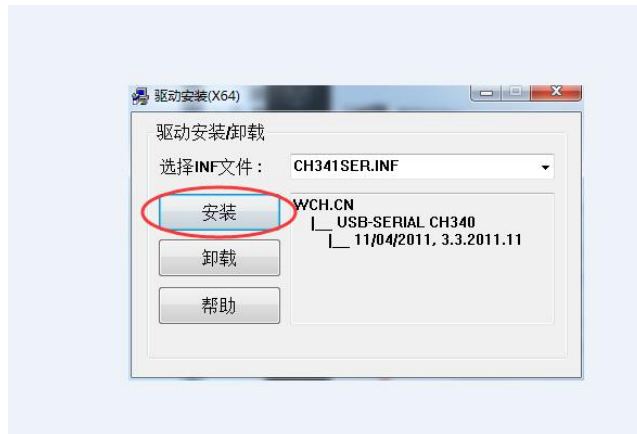 驱动安装(X64)
驱动安装/卸载
选择INF文件：
CH341SER.INF
安装
卸载
帮助
WCH.CN
|__ USB-SERIAL CH340
|__ 11/04/2011, 3.3.2011.11